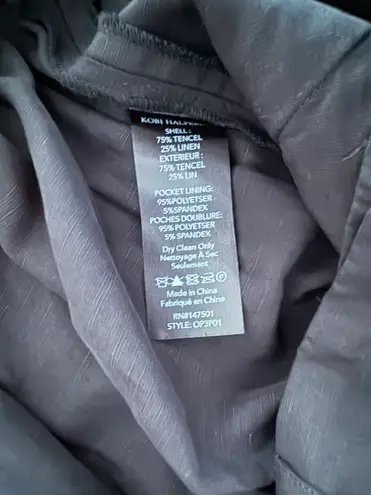 KOBI HALPERIN
SHELL:
75% TENCEL
25% LINEN
EXTERIEUR:
75% TENCEL
25% LIN
POCKET LINING:
95%POLYETSER
5%SPANDEX
POCHES DOUBLURE:
95% POLYETSER
5% SPANDEX
Dry Clean Only
Nettoyage À Sec
Seulement
Made in China
Fabriqué en China
RN#147501
STYLE: OP3P01